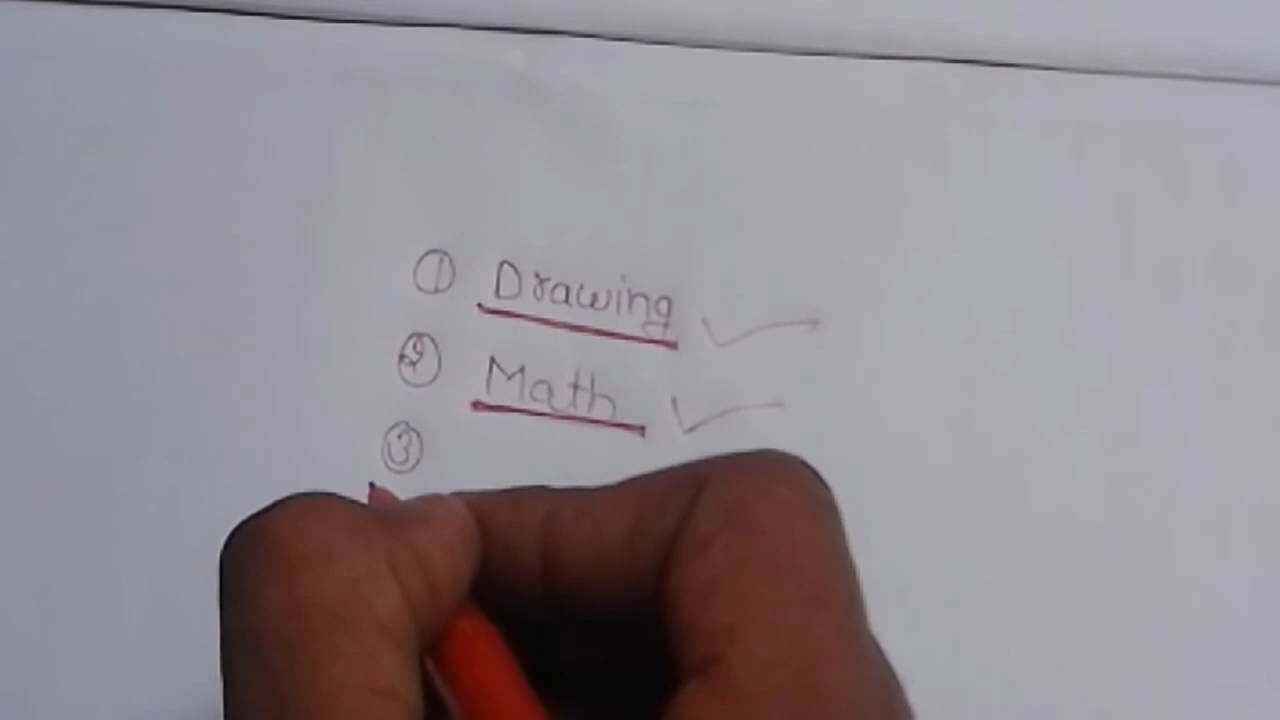 ① Drawing ✓
② Math ✓
③